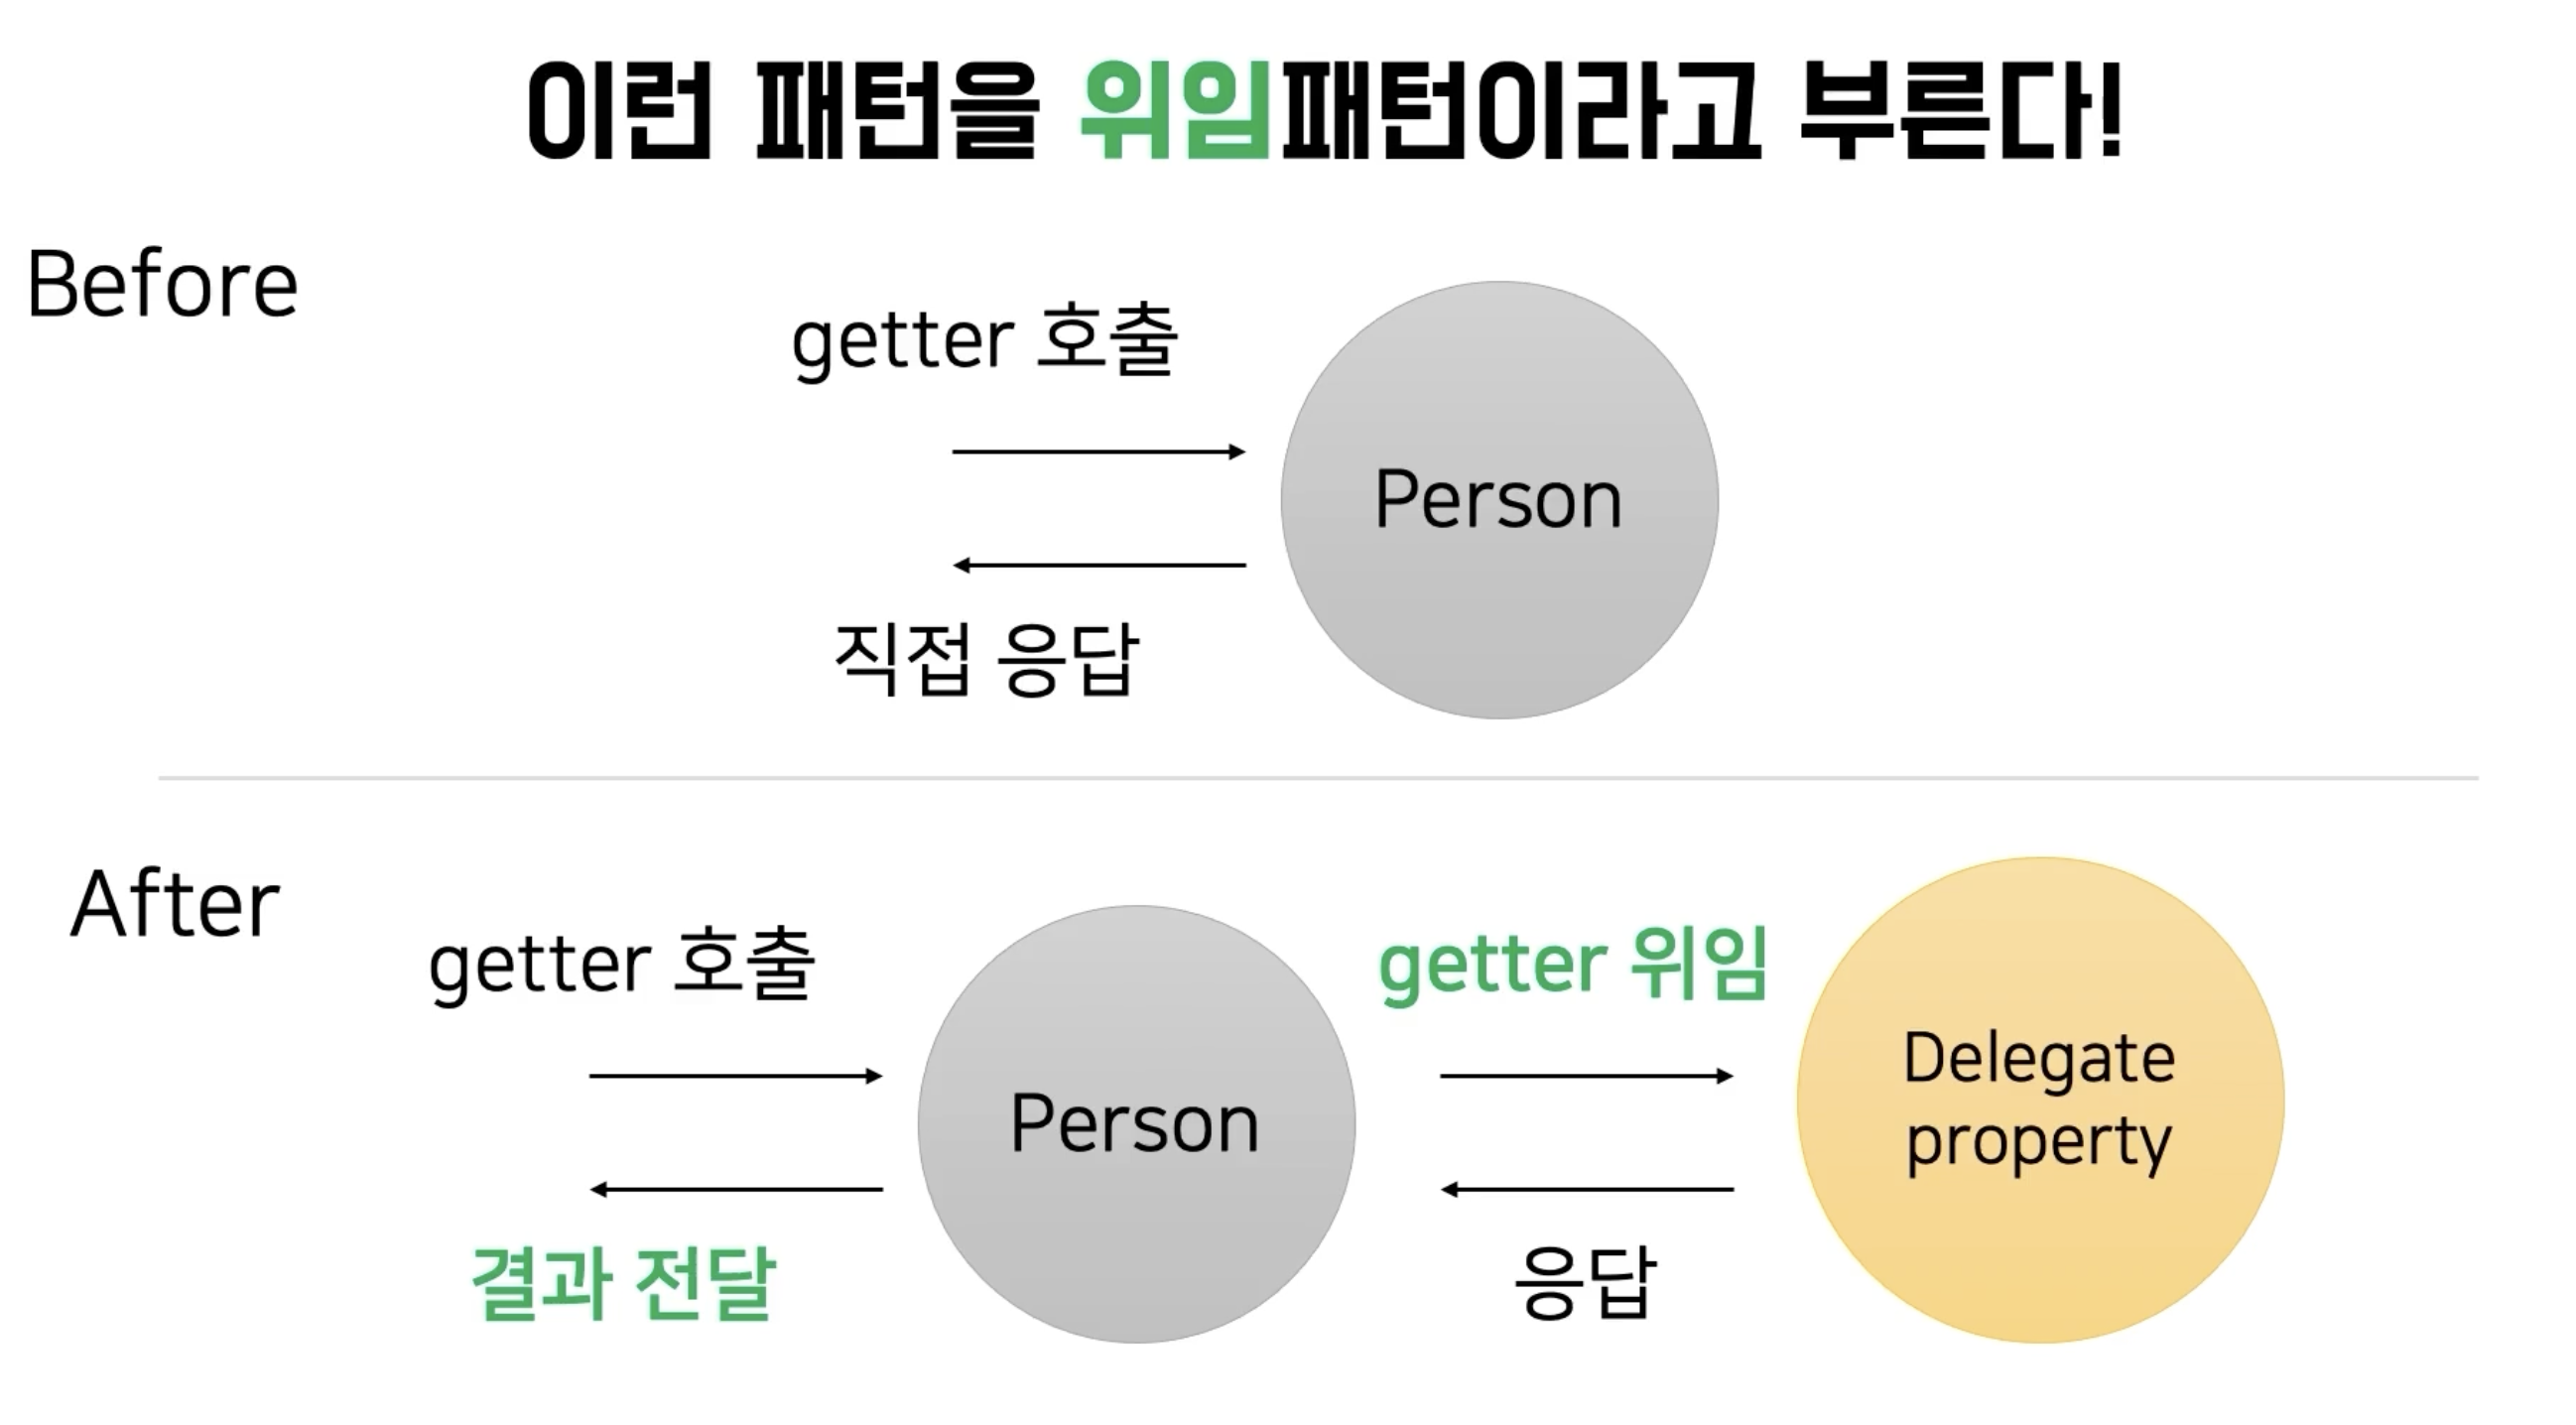 이런 패턴을 위임패턴이라고 부른다!
Before
getter 호출
Person
직접 응답
After
getter 호출
Person
getter 위임
Delegate
property
결과 전달
응답